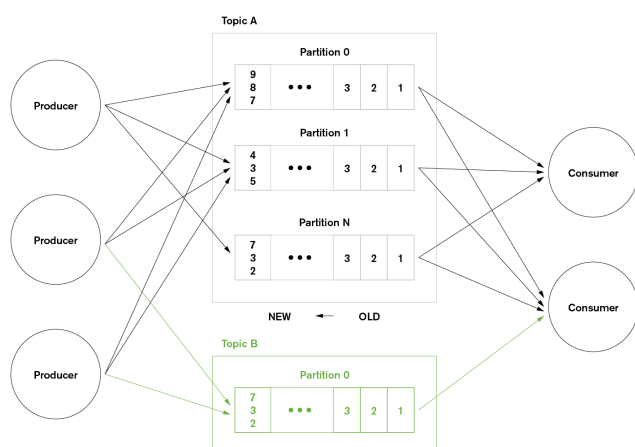 Topic A
Partition 0
9
8
7
•••
3 2 1
Producer
Partition 1
4
3
5
•••
3 2 1
Consumer
Producer
Partition N
7
3
2
•••
3 2 1
NEW ← OLD
Consumer
Topic B
Producer
Partition 0
7
3
2
•••
3 2 1